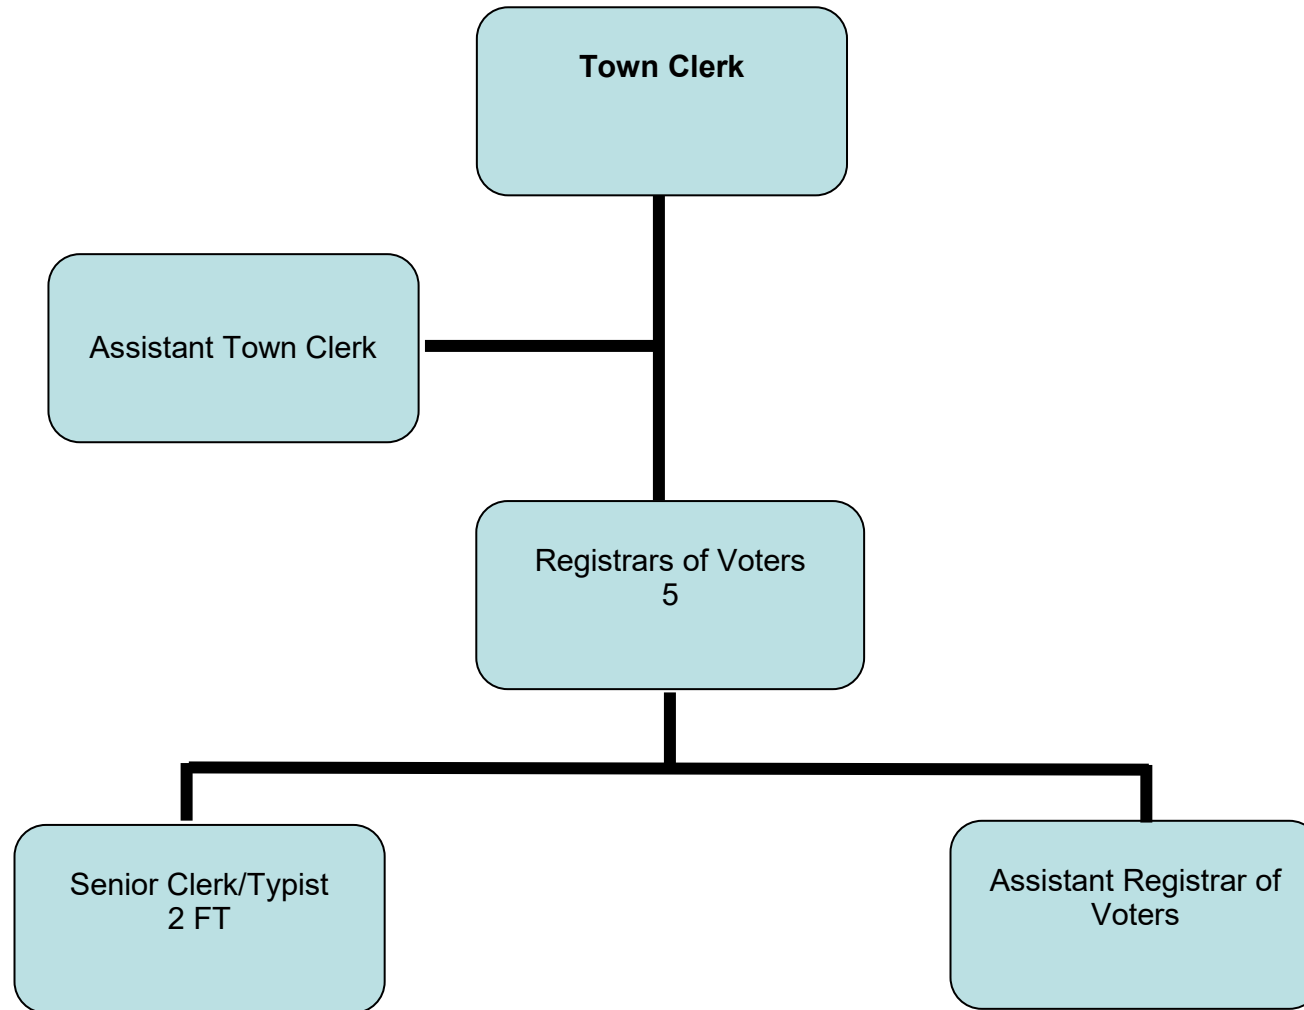 Town Clerk
Assistant Town Clerk
Registrars of Voters
5
Senior Clerk/Typist
2 FT
Assistant Registrar of
Voters